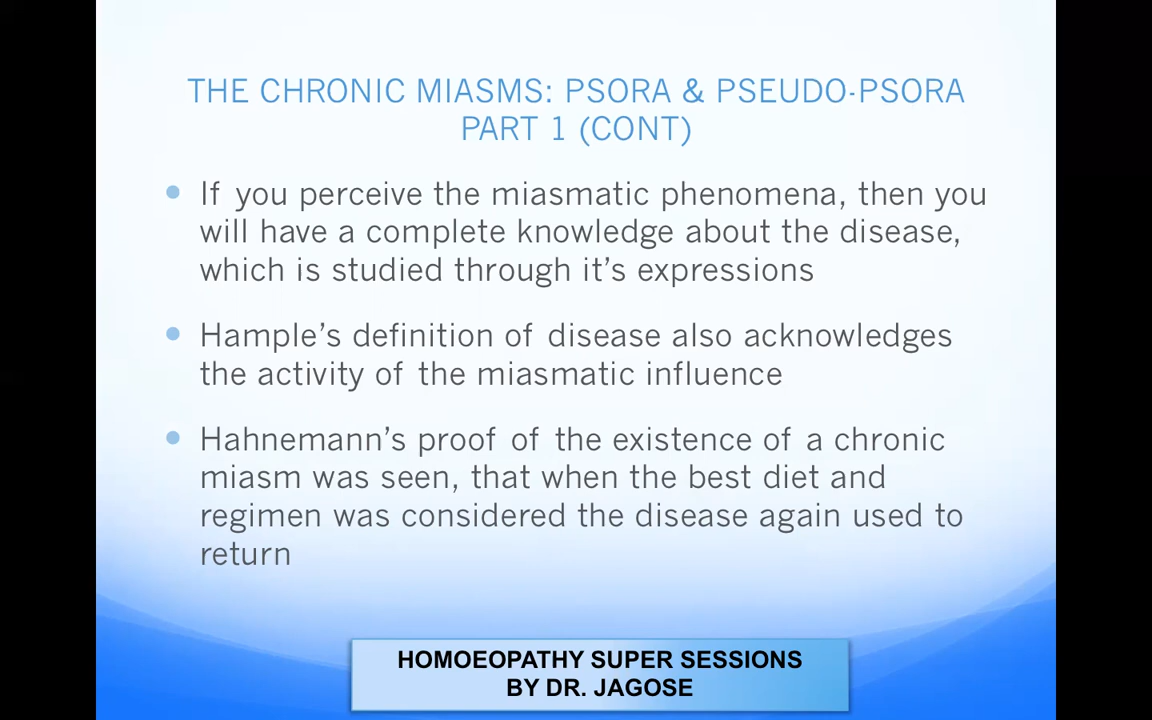 THE CHRONIC MIASMS: PSORA & PSEUDO-PSORA
PART 1 (CONT)
If you perceive the miasmatic phenomena, then you
will have a complete knowledge about the disease,
which is studied through it's expressions
Hample's definition of disease also acknowledges
the activity of the miasmatic influence
Hahnemann's proof of the existence of a chronic
miasm was seen, that when the best diet and
regimen was considered the disease again used to
return
HOMOEOPATHY SUPER SESSIONS
BY DR. JAGOSE